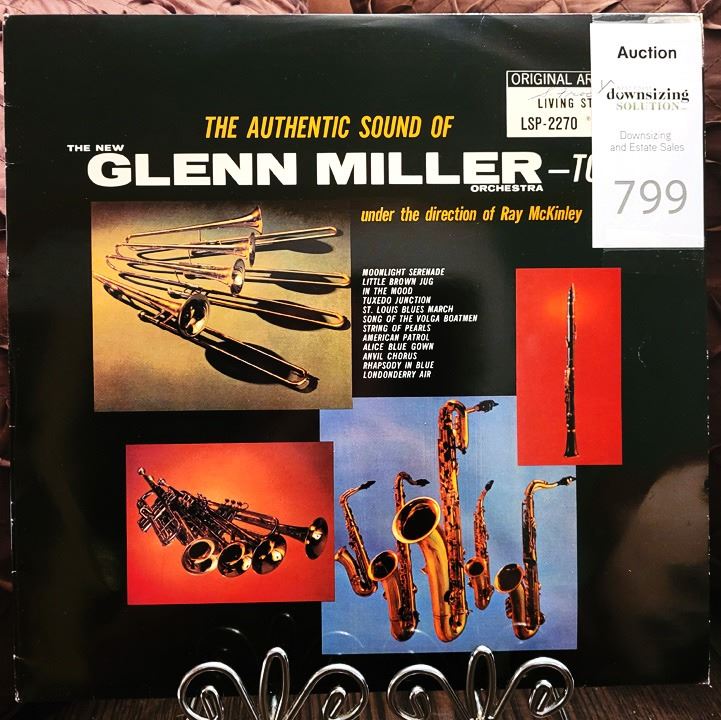 Auction
ORIGINAL
downsizing
SOLUTION
LIVING
LSP-2270
Downsizing
and Estate Sales
799
THE AUTHENTIC SOUND OF
THE NEW
GLENN MILLER
ORCHESTRA
under the direction of Ray McKinley
MOONLIGHT SERENADE
LITTLE BROWN JUG
IN THE MOOD
TUXEDO JUNCTION
ST. LOUIS BLUES MARCH
SONG OF THE VOLGA BOATMEN
STRING OF PEARLS
AMERICAN PATROL
ALICE BLUE GOWN
ANVIL CHORUS
RHAPSODY IN BLUE
LONDONDERRY AIR